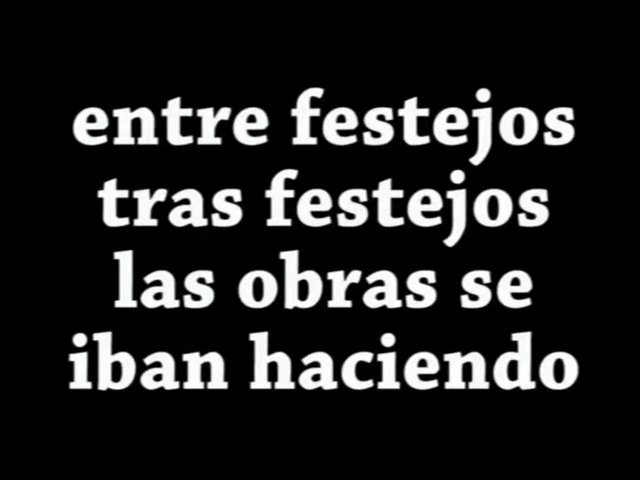 entre festejos
tras festejos
las obras se
iban haciendo